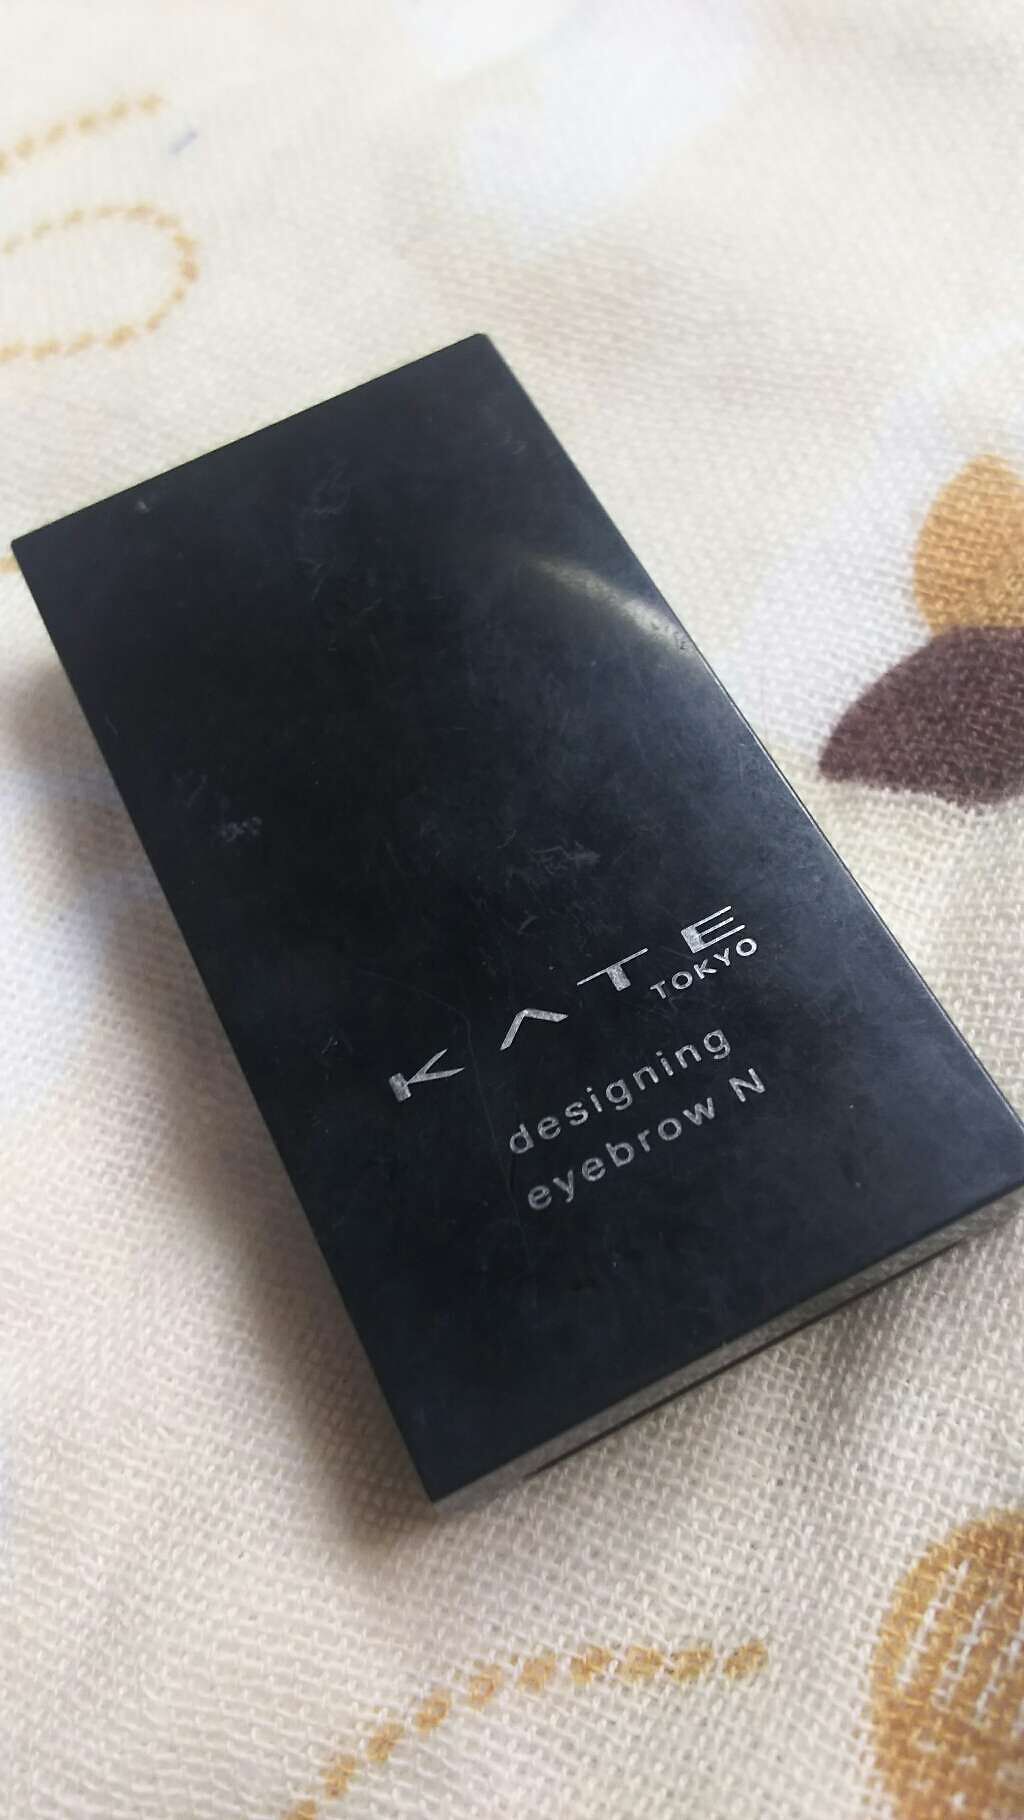 KATE
TOKYO
designing
eyebrow N